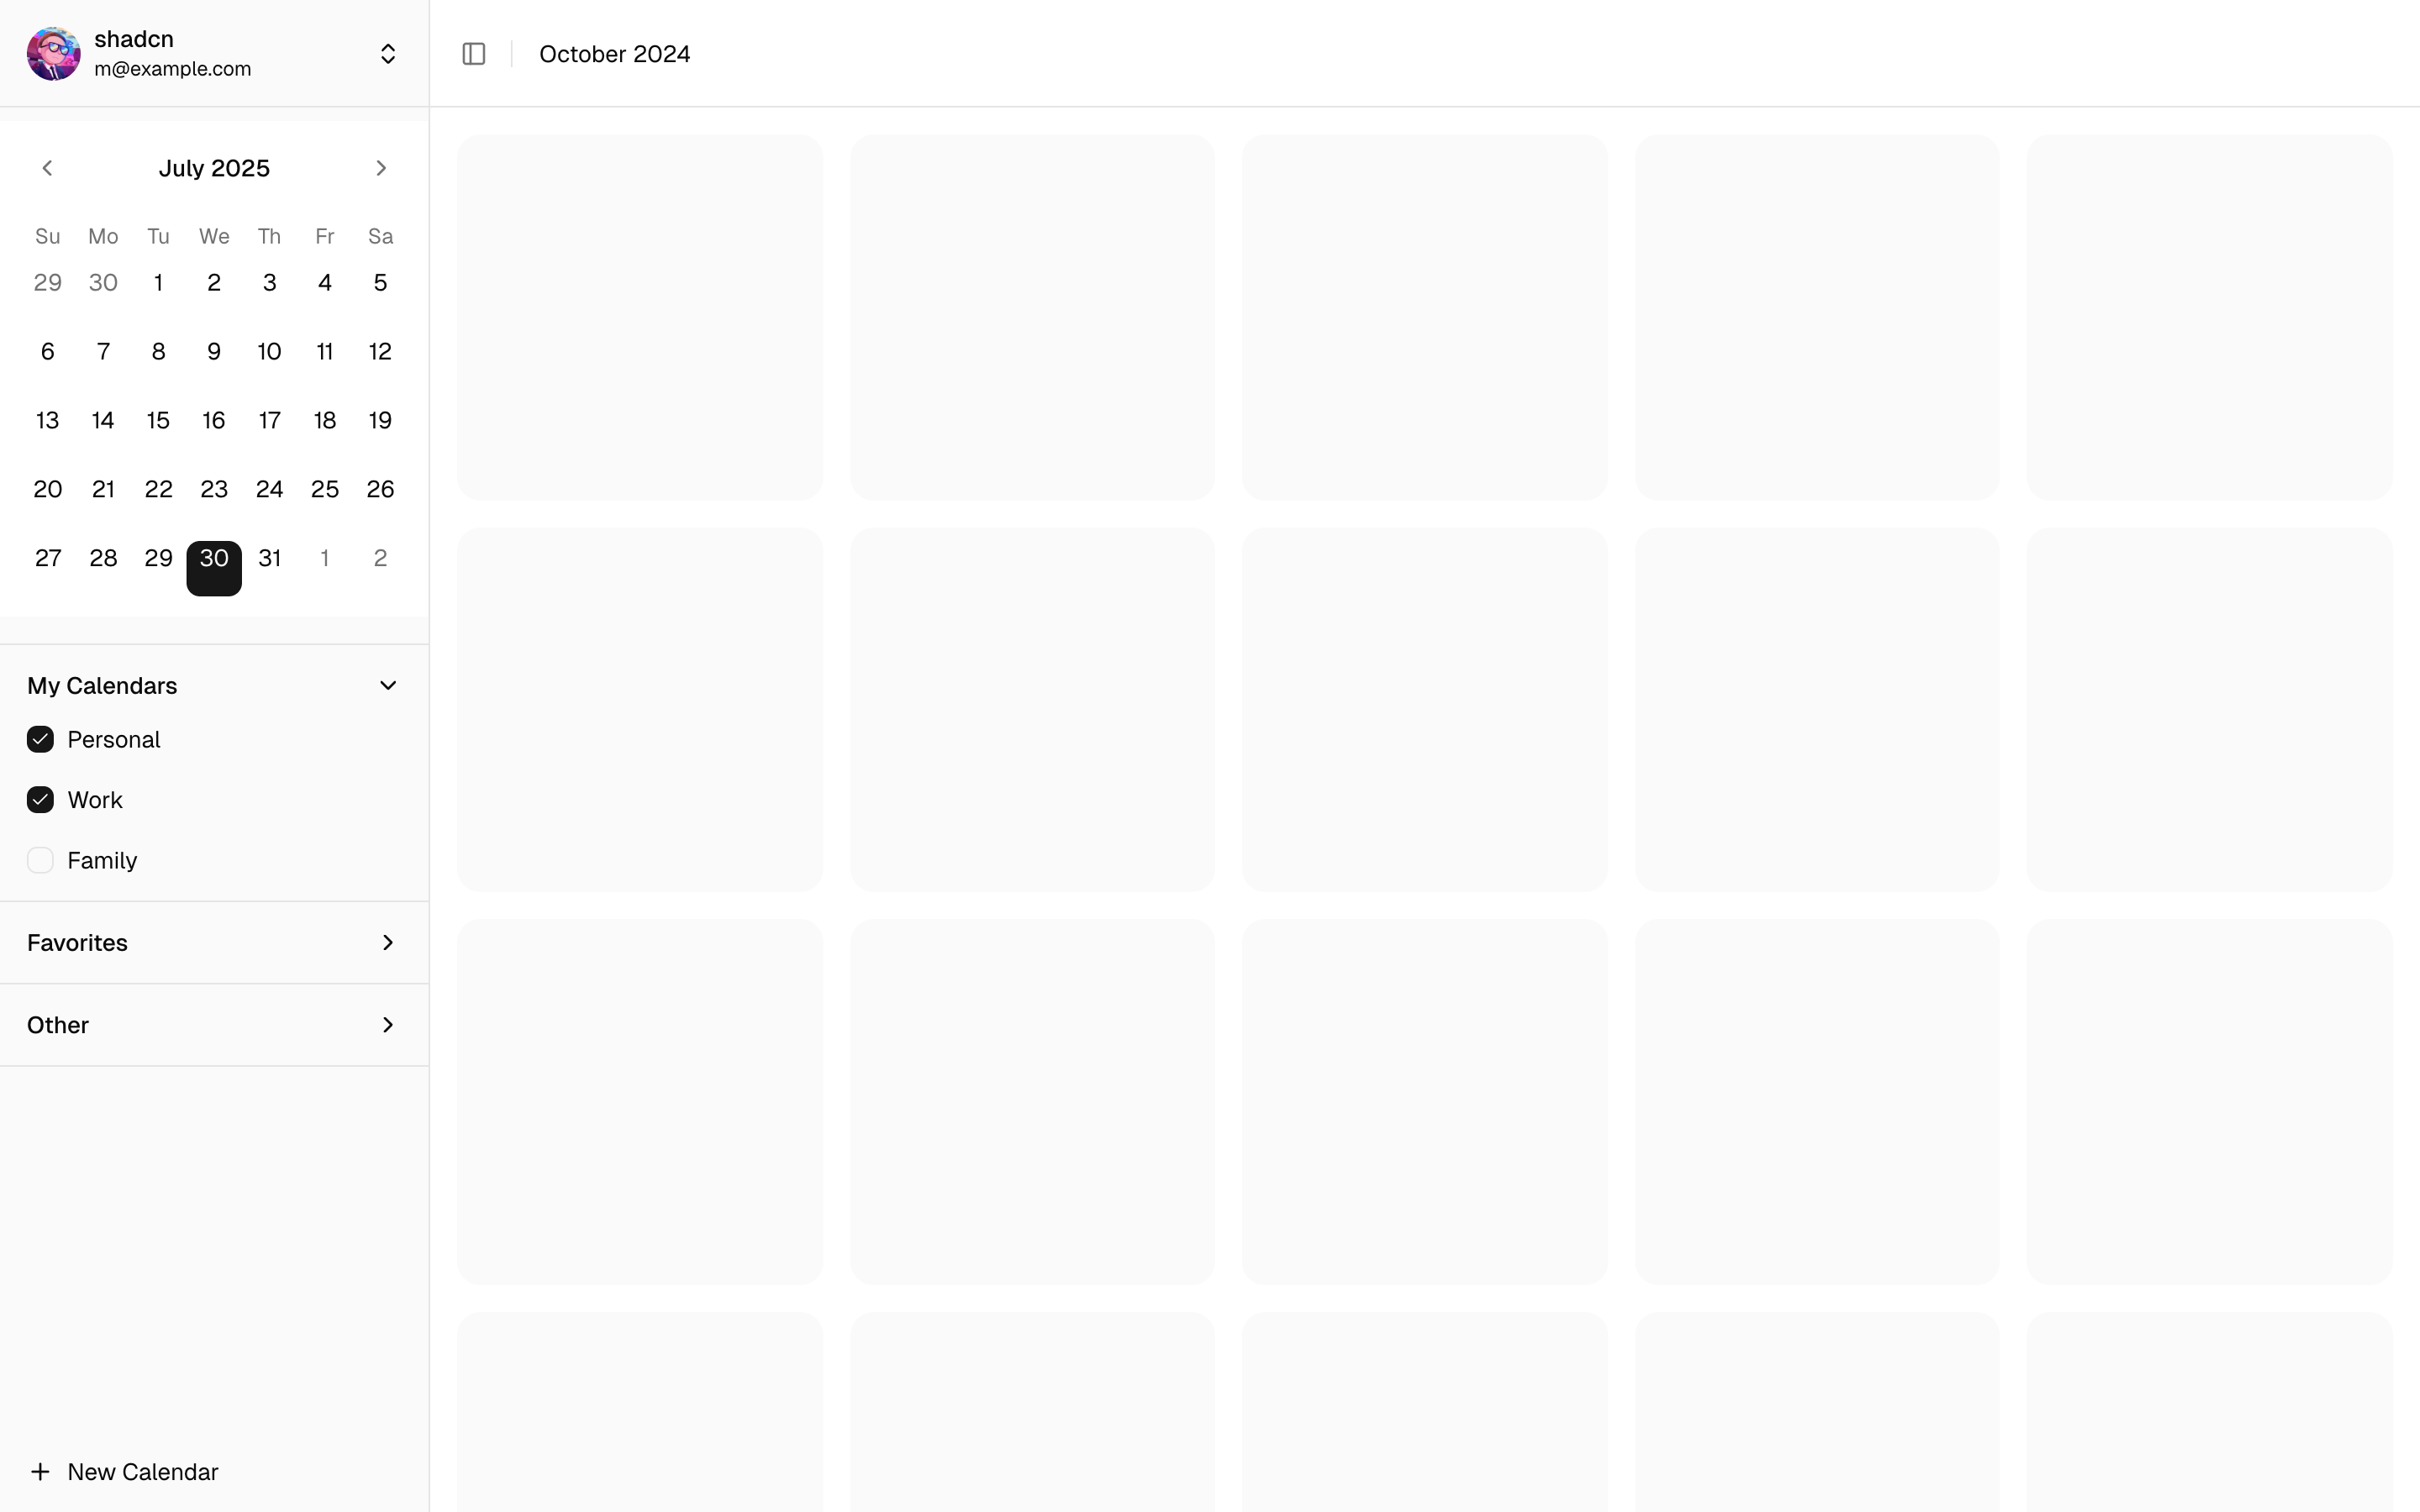 shadcn
m@example.com
October 2024
July 2025
Su Mo Tu We Th Fr Sa
29 30 1 2 3 4 5
6 7 8 9 10 11 12
13 14 15 16 17 18 19
20 21 22 23 24 25 26
27 28 29 30 31 1 2
My Calendars
Personal
Work
Family
Favorites
Other
New Calendar